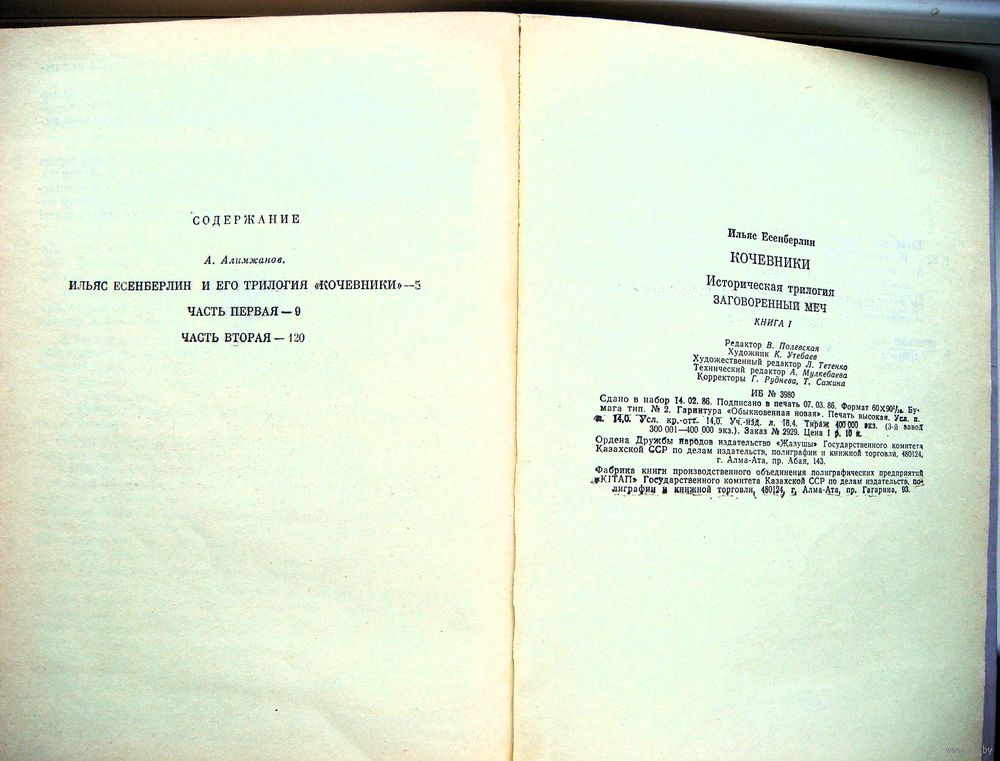 СОДЕРЖАНИЕ
А. Алимжанов.
ИЛЬЯС ЕСЕНБЕРЛИН И ЕГО ТРИЛОГИЯ «КОЧЕВНИКИ»—5
ЧАСТЬ ПЕРВАЯ — 9
ЧАСТЬ ВТОРАЯ — 120
Ильяс Есенберлин
КОЧЕВНИКИ
Историческая трилогия
ЗАГОВОРЕННЫЙ МЕЧ
КНИГА I
Редактор В. Полевская
Художник К. Утебаев
Художественный редактор Л. Тетенко
Технический редактор А. Мулкебаева
Корректоры Г. Руднева, Т. Сажина
ИБ № 3980
Сдано в набор 14. 02. 86. Подписано в печать 07. 03. 86. Формат 60X90¹/₁₆. Бу-
мага тип. № 2. Гарнитура «Обыкновенная новая». Печать высокая. Усл. п.
л. 14,0. Усл. кр.-отт. 14,0. Уч.-изд. л. 16.4. Тираж 400 000 экз. (3-й завод
300 001—400 000 экз.). Заказ № 2929. Цена 1 р. 10 к.
Ордена Дружбы народов издательство «Жазушы» Государственного комитета
Казахской ССР по делам издательств, полиграфии и книжной торговли, 480124,
г. Алма-Ата, пр. Абая, 143.
Фабрика книги производственного объединения полиграфических предприятий
«КІТАП» Государственного комитета Казахской ССР по делам издательств, по-
лиграфии и книжной торговли, 480124, г. Алма-Ата, пр. Гагарина, 93.